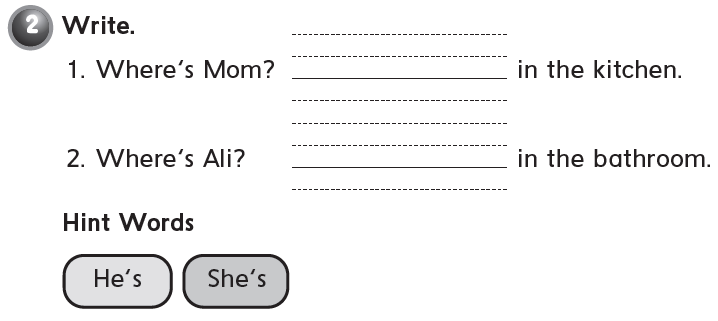 2 Write.
1. Where's Mom? in the kitchen.
2. Where's Ali? in the bathroom.
Hint Words
He's She's